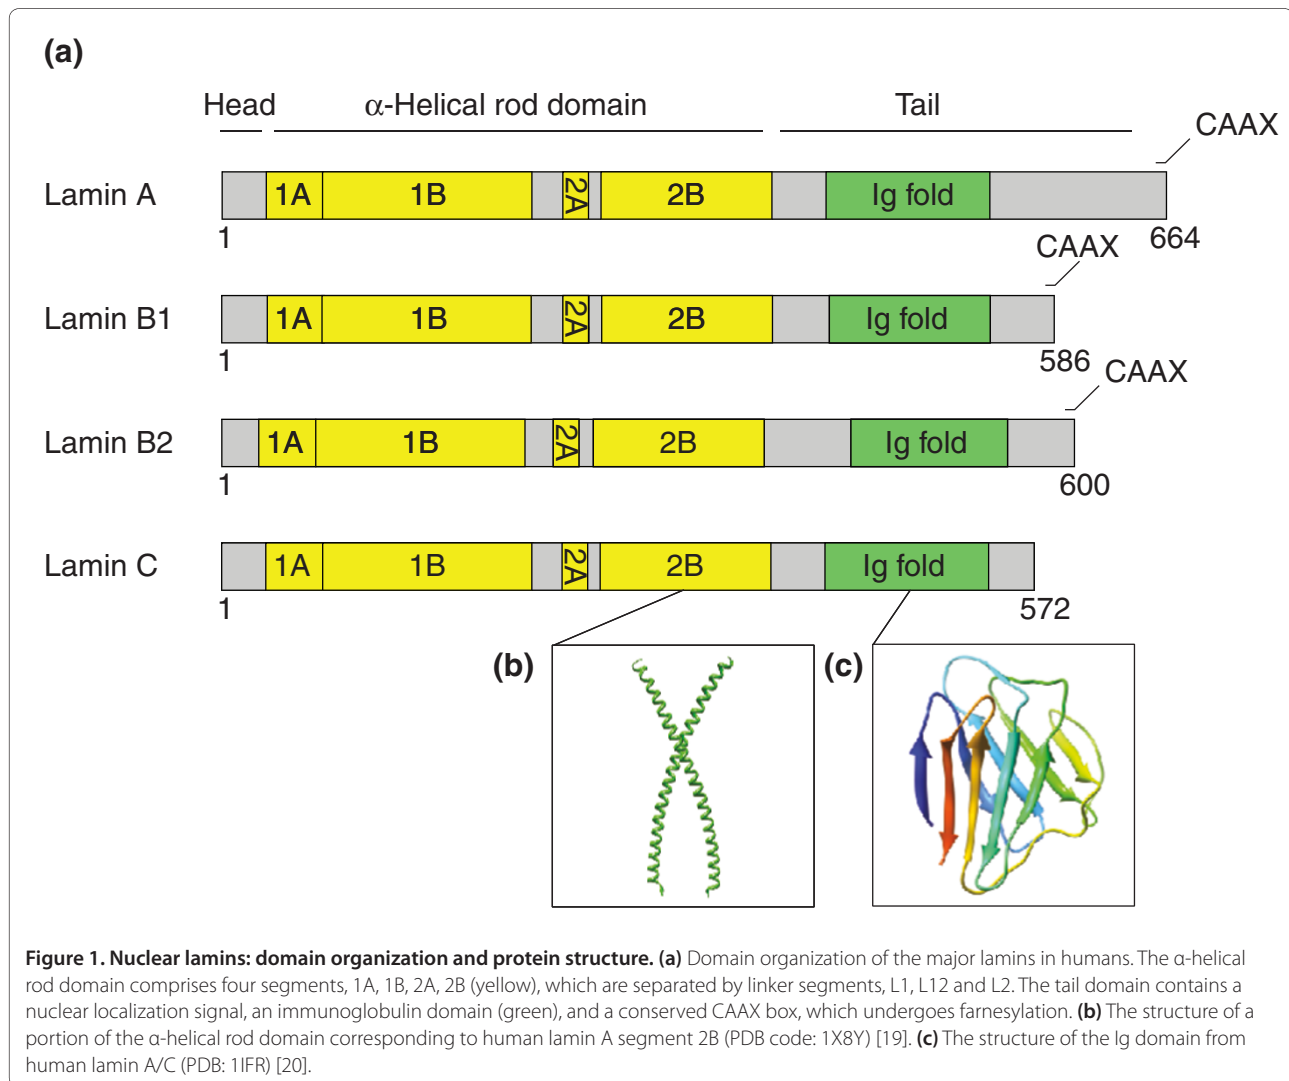 (a)
Head α-Helical rod domain Tail
CAAX
Lamin A 1A 1B 2A 2B Ig fold
1 664
CAAX
Lamin B1 1A 1B 2A 2B Ig fold
1 586
CAAX
Lamin B2 1A 1B 2A 2B Ig fold
1 600
Lamin C 1A 1B 2A 2B Ig fold
1 572
(b) (c)
Figure 1. Nuclear lamins: domain organization and protein structure. (a) Domain organization of the major lamins in humans. The α-helical
rod domain comprises four segments, 1A, 1B, 2A, 2B (yellow), which are separated by linker segments, L1, L12 and L2. The tail domain contains a
nuclear localization signal, an immunoglobulin domain (green), and a conserved CAAX box, which undergoes farnesylation. (b) The structure of a
portion of the α-helical rod domain corresponding to human lamin A segment 2B (PDB code: 1X8Y) [19]. (c) The structure of the Ig domain from
human lamin A/C (PDB: 1IFR) [20].